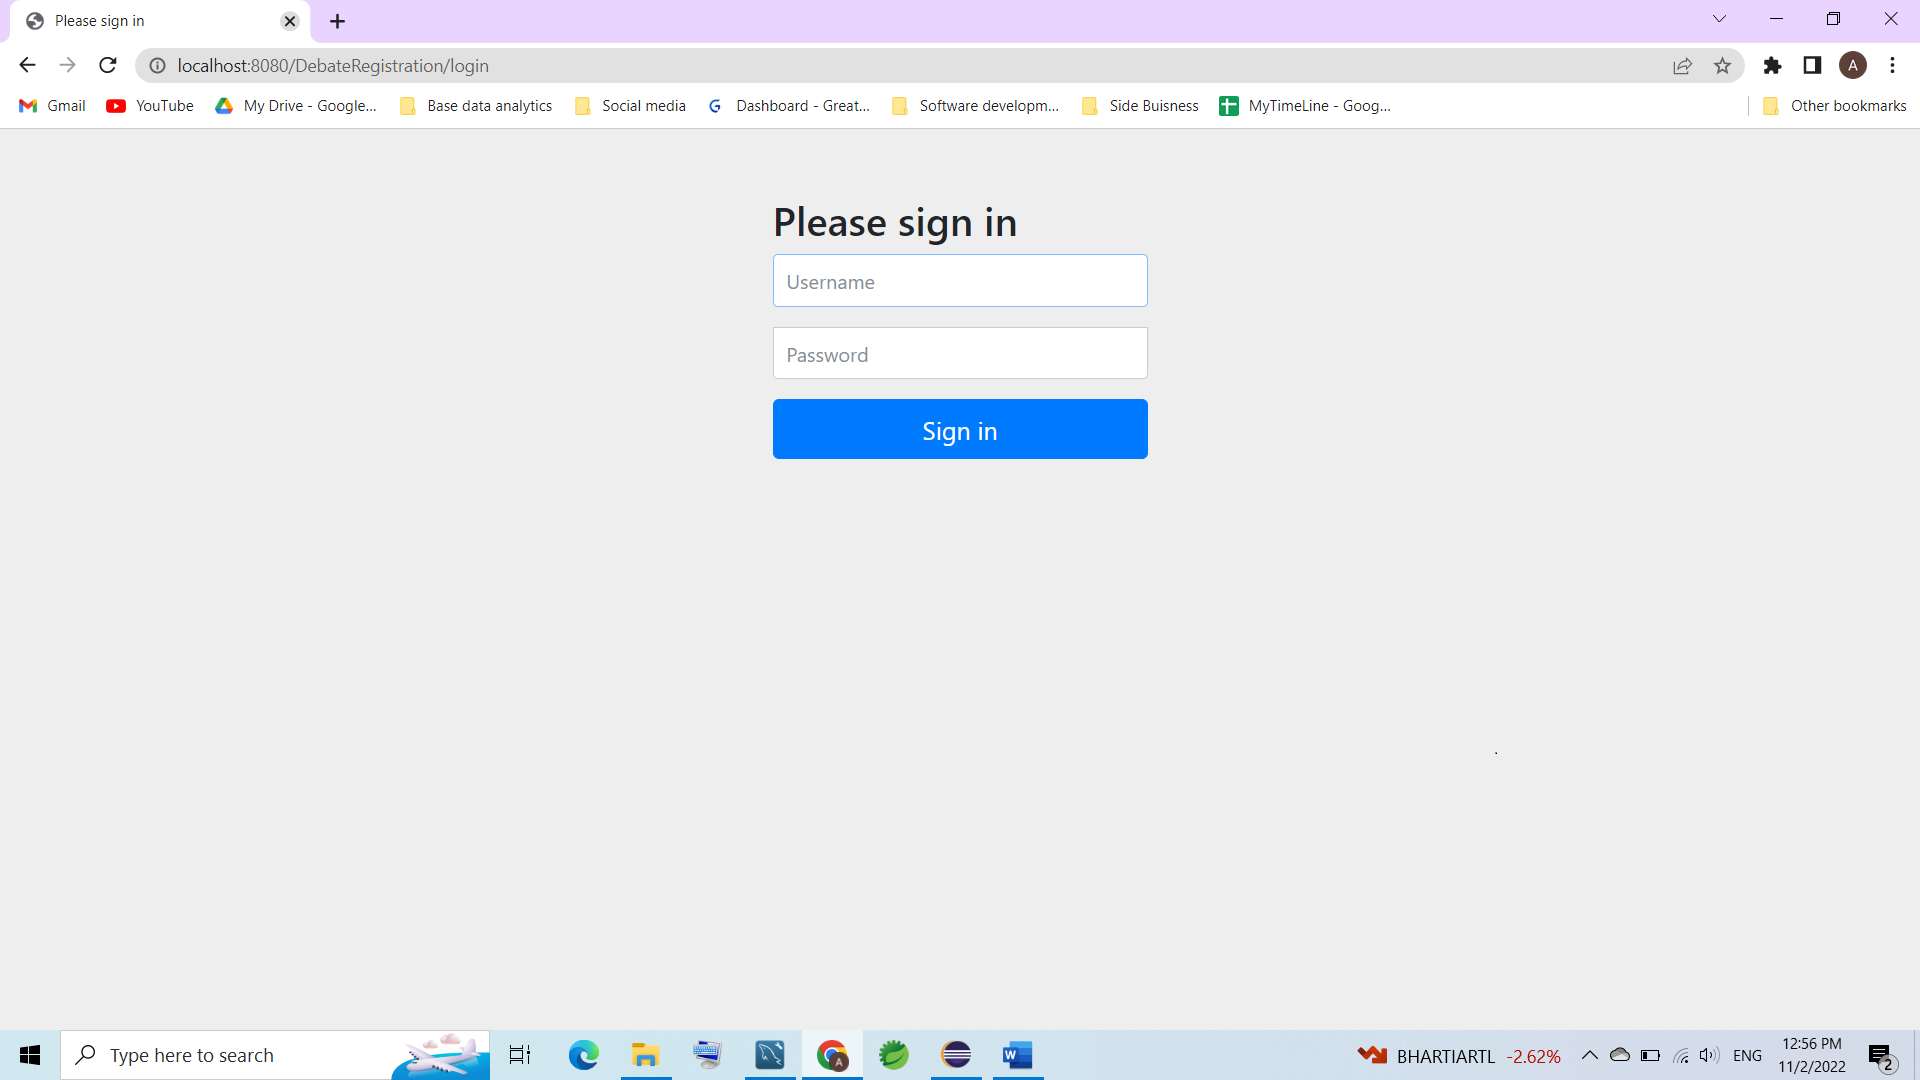 Please sign in
localhost:8080/DebateRegistration/login
A
Gmail YouTube My Drive - Google... Base data analytics Social media Dashboard - Great... Software developm... Side Buisness MyTimeLine - Goog... Other bookmarks
Please sign in
Username
Password
Sign in
Type here to search
A
W
BHARTIARTL -2.62%
ENG
12:56 PM
11/2/2022
2